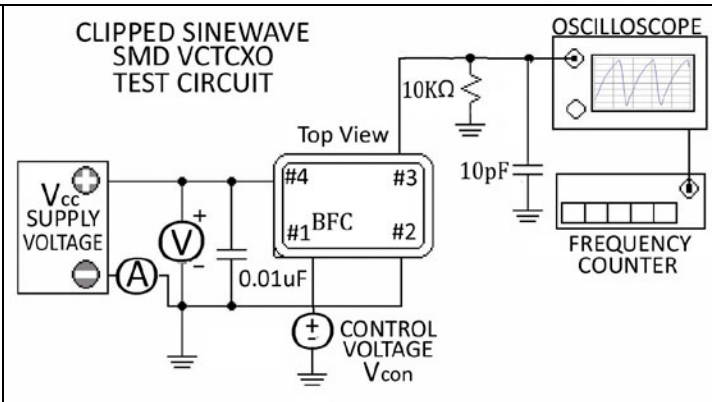 CLIPPED SINEWAVE
SMD VCTCXO
TEST CIRCUIT
OSCILLOSCOPE
10KΩ
10pF
Top View
#4 #3
#1 BFC #2
Vcc
SUPPLY
VOLTAGE
+
-
V
+
-
A
0.01uF
+
-
CONTROL
VOLTAGE
Vcon
FREQUENCY
COUNTER